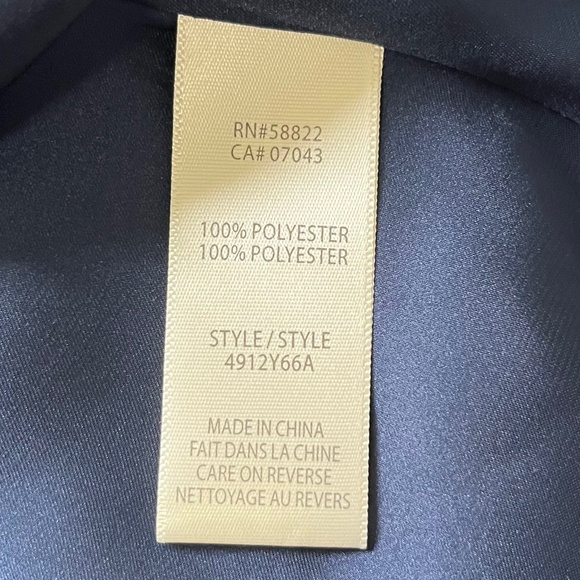 RN#58822
CA# 07043
100% POLYESTER
100% POLYESTER
STYLE / STYLE
4912Y66A
MADE IN CHINA
FAIT DANS LA CHINE
CARE ON REVERSE
NETTOYAGE AU REVERS